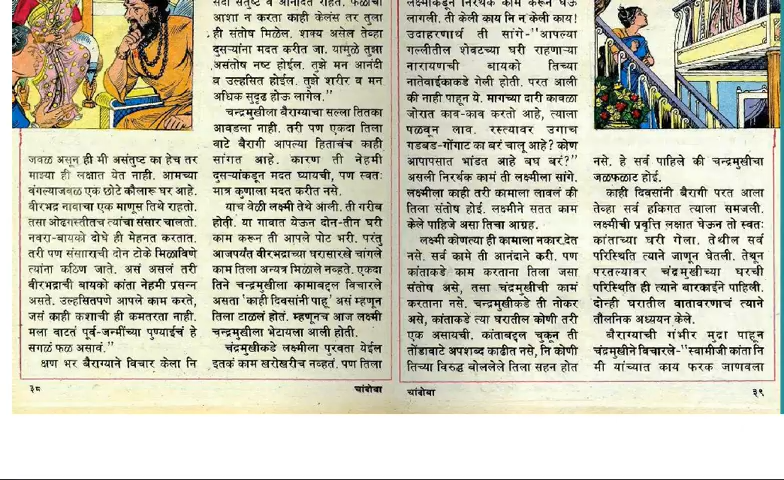 जवळ असून ही मी असंतुष्ट का हेच तर
माझ्या ही लक्षात येत नाही. आमच्या
बंगल्याजवळ एक छोटे कौलारू घर आहे.
वीरभद्र नावाचा एक माणूस तिथे राहतो.
तसा ओढगस्तीतच त्यांचा संसार चालतो.
नवरा-बायको दोघे ही मेहनत करतात.
तरी पण संसाराची दोन टोके मिळविणे
त्यांना कठिण जाते. असं असलं तरी
वीरभद्राची बायको कांता नेहमी प्रसन्न
असते. उल्हसितपणे आपले काम करते,
जसं काही कशाची ही कमतरता नाही.
मला वाटतं पूर्व-जन्मींच्या पुण्याईचं हे
सगळं फळ असावं."
क्षण भर बैराग्याने विचार केला नि
सदा संतुष्ट व आनंदित राहते. फळाची
आशा न करता काही केलंस तर तुला
ही संतोष मिळेल. शक्य असेल तेव्हा
दुसऱ्यांना मदत करीत जा. यामुळे तुझा
असंतोष नष्ट होईल. तुझे मन आनंदी
व उल्हसित होईल. तुझे शरीर व मन
अधिक सुदृढ होऊ लागेल."
चन्द्रमुखीला बैराग्याचा सल्ला तितका
आवडला नाही. तरी पण एकदा तिला
वाटे बैरागी आपल्या हिताचंच काही
सांगत आहे. कारण ती नेहमी
दुसऱ्यांकडून मदत घ्यायची, पण स्वतः
मात्र कुणाला मदत करीत नसे.
याच वेळी लक्ष्मी तेथे आली. ती गरीब
होती. या गावात येऊन दोन-तीन घरी
काम करून ती आपले पोट भरी. परंतु
आजपर्यंत वीरभद्राच्या घरासारखे चांगले
काम तिला अन्यत्र मिळाले नव्हते. एकदा
तिने चन्द्रमुखीला कामाबद्दल विचारले
असता 'काही दिवसांनी पाहू' असं म्हणून
तिला टाळलं होतं. म्हणूनच आज लक्ष्मी
चन्द्रमुखीला भेटायला आली होती.
चंद्रमुखीकडे लक्ष्मीला पुरवता येईल
इतकं काम खरोखरीच नव्हतं. पण तिला
३८
चांदोबा
लक्ष्मीकडून निरर्थक काम करून घेऊ
लागली. ती केली काय नि न केली काय!
उदाहरणार्थ ती सांगे-"आपल्या
गल्लीतील शेवटच्या घरी राहणाऱ्या
नारायणची बायको तिच्या
नातेवाईकाकडे गेली होती. परत आली
की नाही पाहून ये. मागच्या दारी कावळा
जोरात काव-काव करतो आहे, त्याला
पळवून लाव. रस्त्यावर उगाच
गडबड-गोंगाट का बरं चालू आहे? कोण
आपापसात भांडत आहे बघ बरं?"
असली निरर्थक कामं ती लक्ष्मीला सांगे.
लक्ष्मीला काही तरी कामाला लावलं की
तिला संतोष होई. लक्ष्मीने सतत काम
केले पाहिजे असा तिचा आग्रह.
लक्ष्मी कोणत्या ही कामाला नकार देत
नसे. सर्व कामे ती आनंदाने करी. पण
कांताकडे काम करताना तिला जसा
संतोष असे, तसा चंद्रमुखीची काम
करताना नसे. चन्द्रमुखीकडे ती नोकर
असे, कांताकडे त्या घरातील कोणी तरी
एक असायची. कांताबद्दल चुकून ती
तोंडावाटे अपशब्द काढीत नसे, नि कोणी
तिच्या विरुद्ध बोललेले तिला सहन होत
नसे. हे सर्व पाहिले की चन्द्रमुखीचा
जळफळाट होई.
काही दिवसांनी बैरागी परत आला
तेव्हा सर्व हकिगत त्याला समजली.
लक्ष्मीची प्रवृत्ति लक्षात घेऊन तो स्वतः
कांताच्या घरी गेला. तेथील सर्व
परिस्थिति त्याने जाणून घेतली. तेथून
परतल्यावर चंद्रमुखीच्या घरची
परिस्थिति ही त्याने बारकाईने पाहिली.
दोन्ही घरातील वातावरणाचं त्याने
तौलनिक अध्ययन केले.
बैराग्याची गंभीर मुद्रा पाहून
चंद्रमुखीने विचारले-"स्वामीजी कांता नि
मी यांच्यात काय फरक जाणवला
चांदोबा
३९